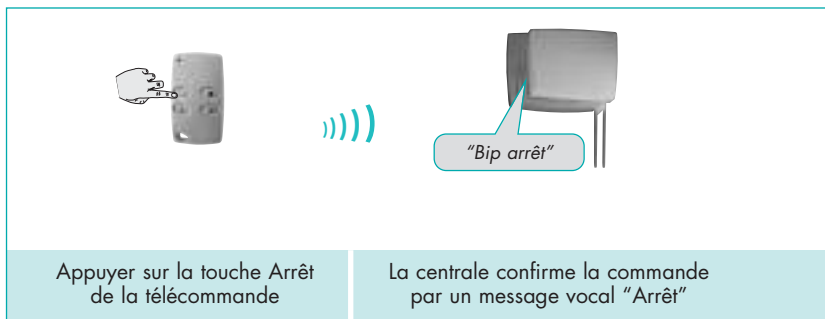 “Bip arrêt”
Appuyer sur la touche Arrêt
de la télécommande
La centrale confirme la commande
par un message vocal “Arrêt”